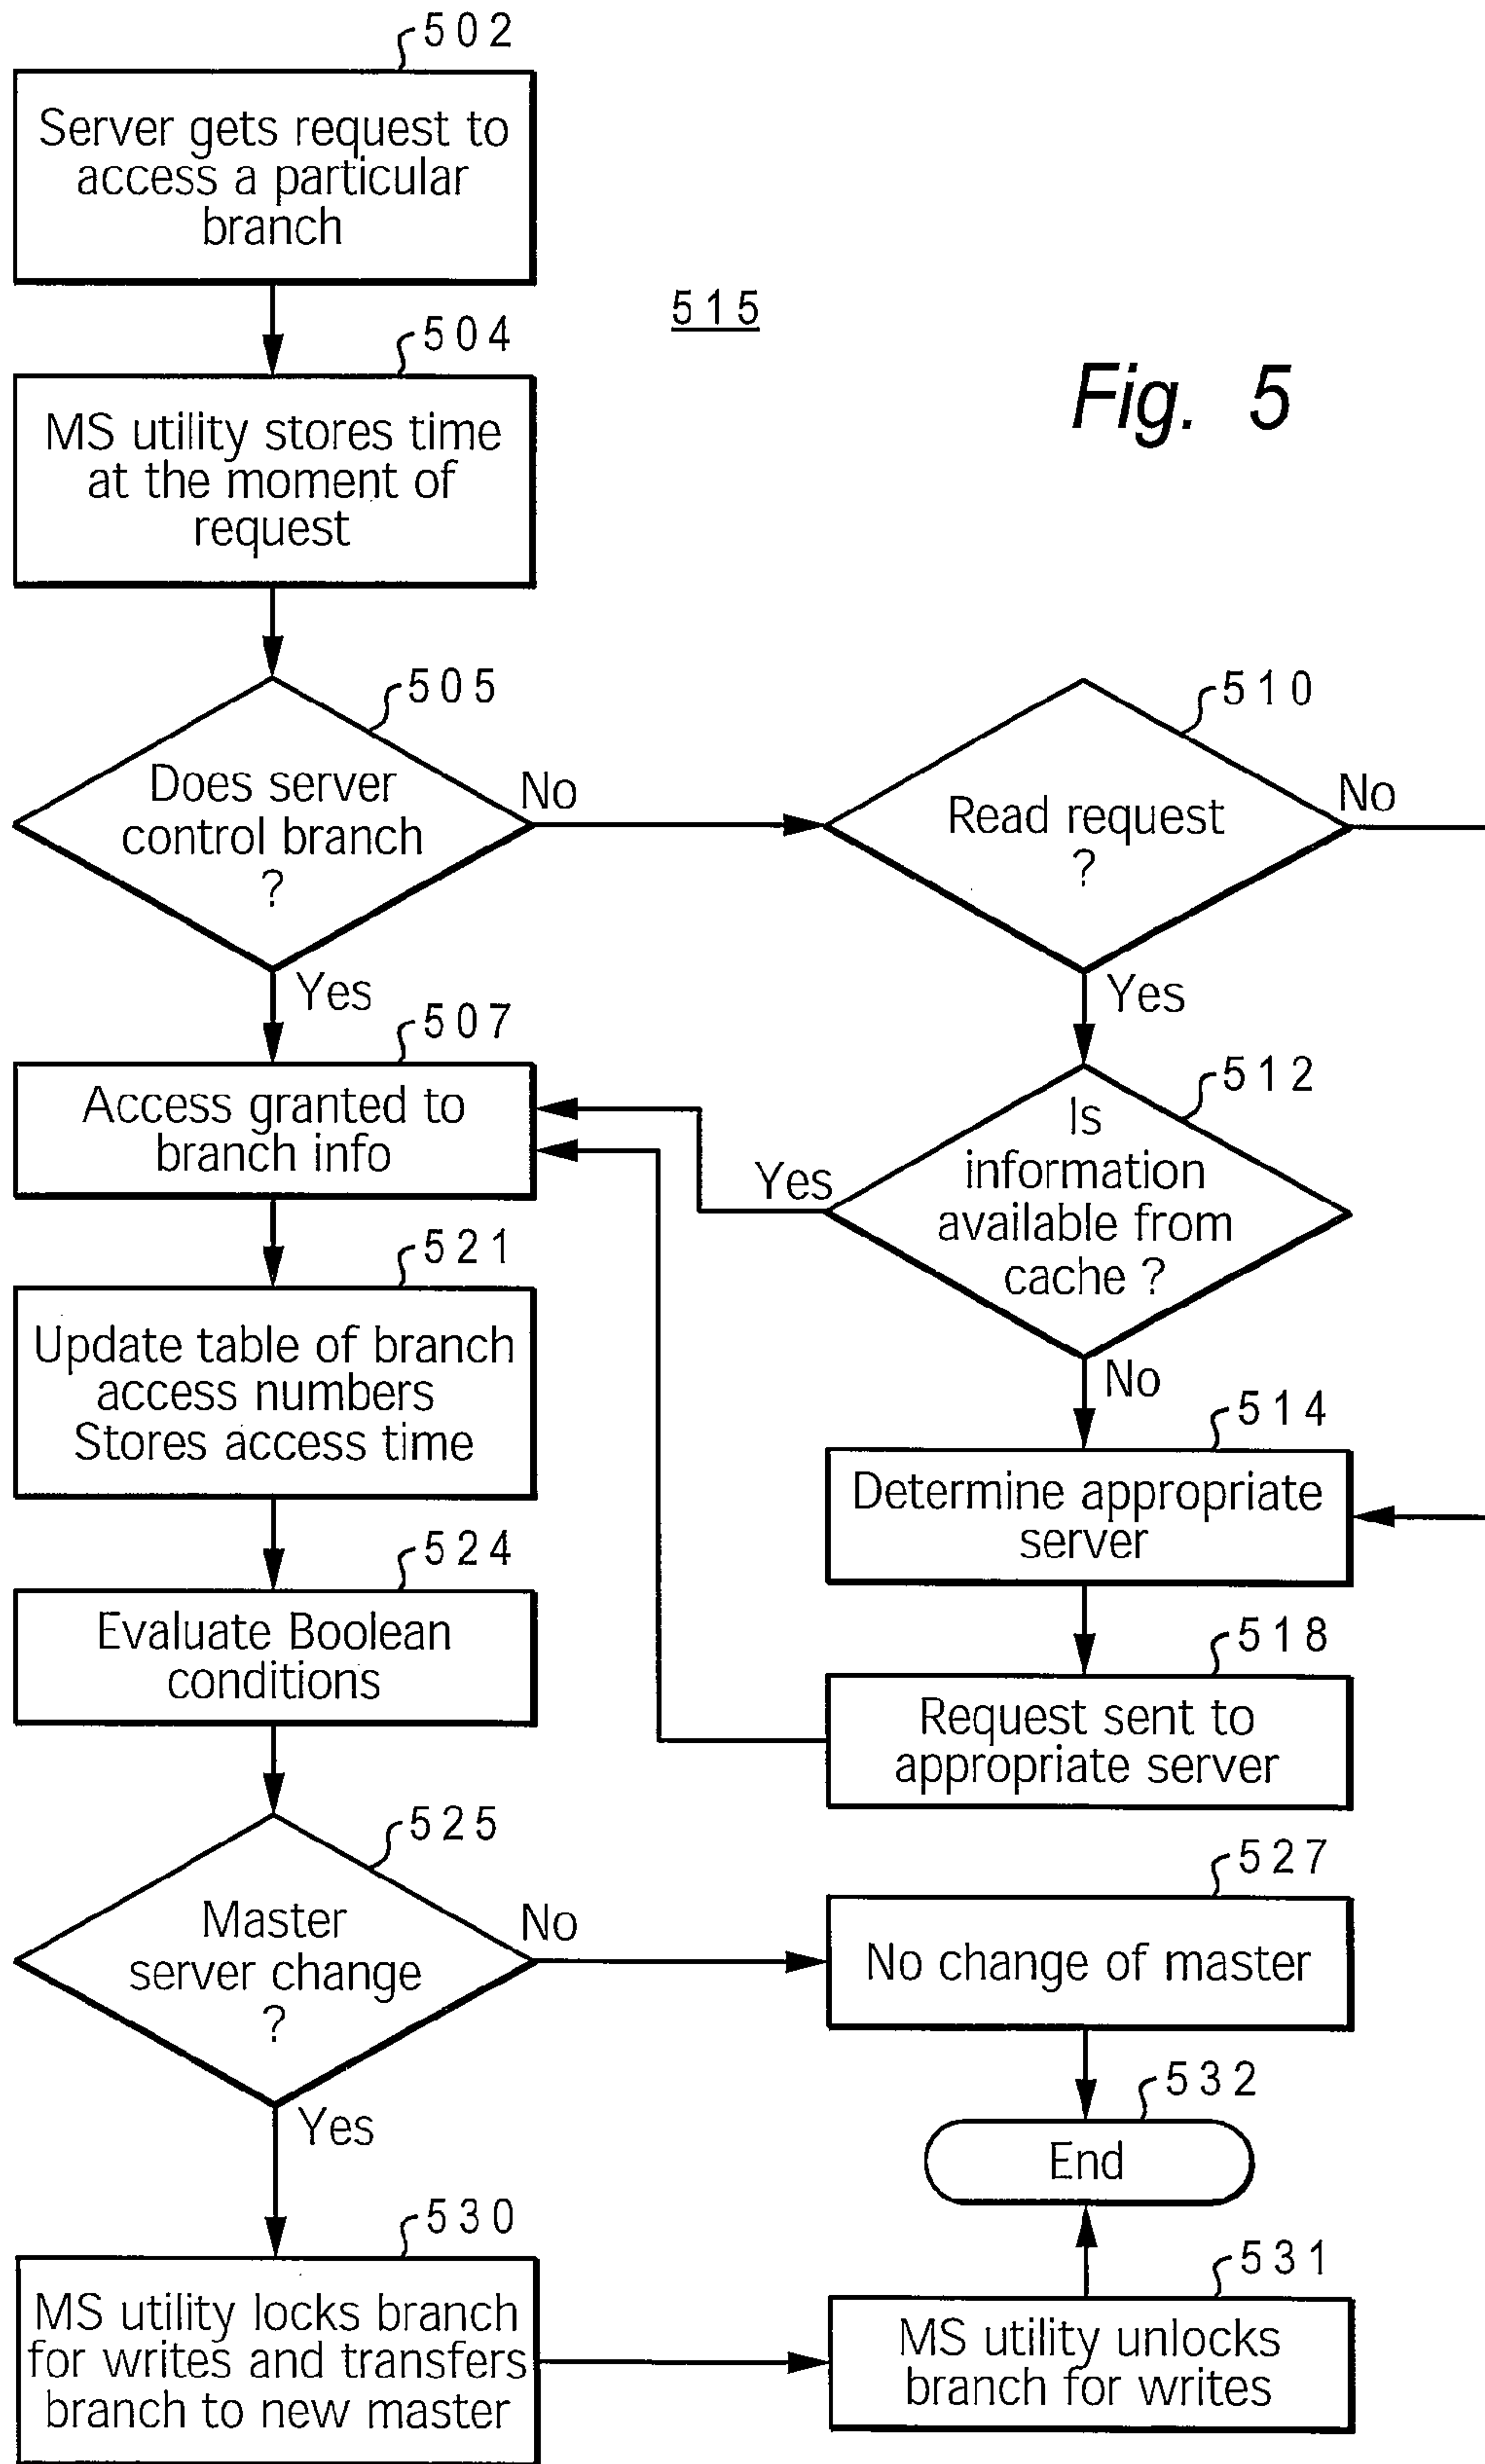 502
Server gets request to
access a particular
branch
515
Fig. 5
504
MS utility stores time
at the moment of
request
505
Does server
control branch
?
No
Yes
510
Read request
?
No
Yes
507
Access granted to
branch info
512
Is
information
available from
cache ?
Yes
No
521
Update table of branch
access numbers
Stores access time
514
Determine appropriate
server
524
Evaluate Boolean
conditions
518
Request sent to
appropriate server
525
Master
server change
?
No
Yes
527
No change of master
532
End
530
MS utility locks branch
for writes and transfers
branch to new master
531
MS utility unlocks
branch for writes